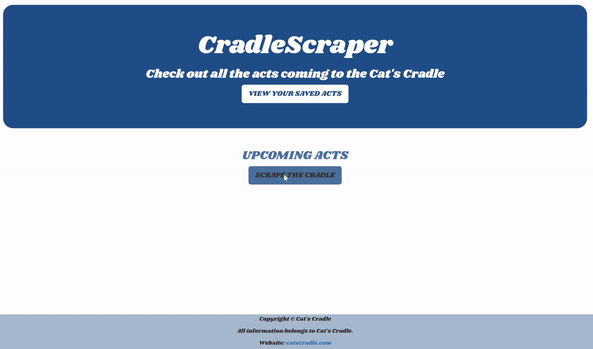 CradleScraper
Check out all the acts coming to the Cat's Cradle
VIEW YOUR SAVED ACTS
UPCOMING ACTS
SCRAPE THE CRADLE
Copyright © Cat's Cradle
All information belongs to Cat's Cradle.
Website: catscradle.com